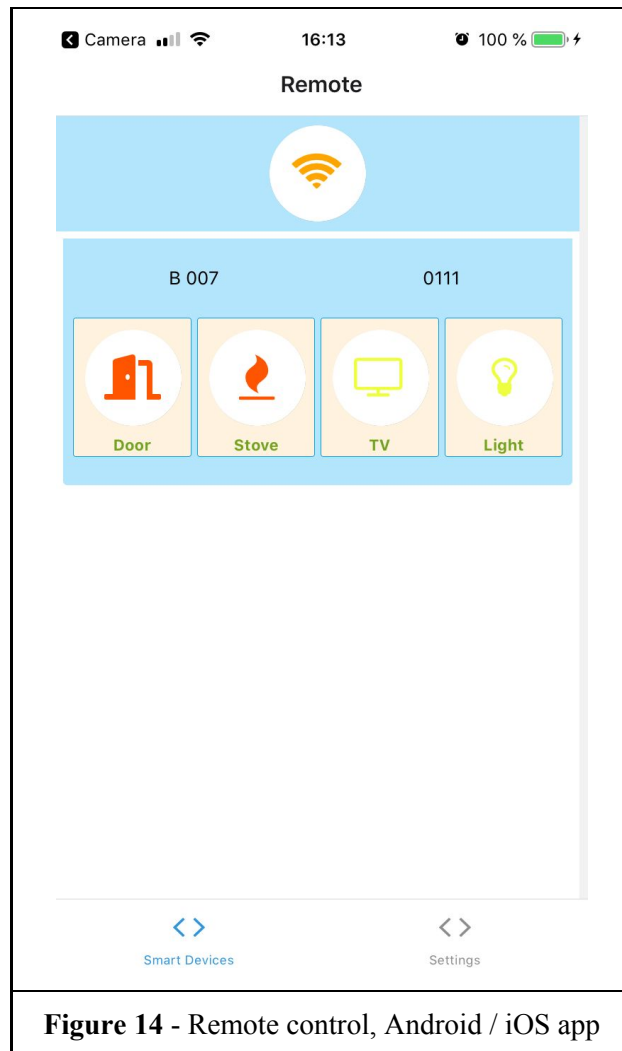 Camera 16:13 100 %
Remote
B 007 0111
Door Stove TV Light
Smart Devices Settings
Figure 14 - Remote control, Android / iOS app